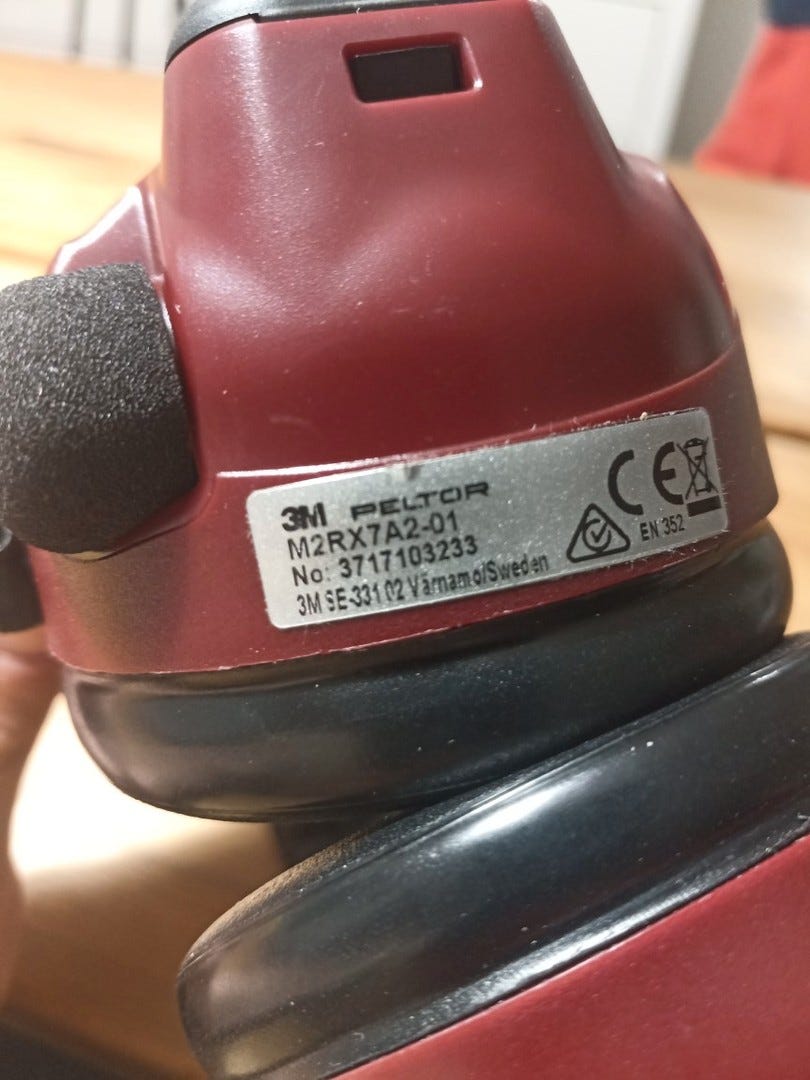 3M PELTOR
M2RX7A2-01
No: 3717103233
3M SE-331 02 Värnamo/Sweden
CE
EN 352